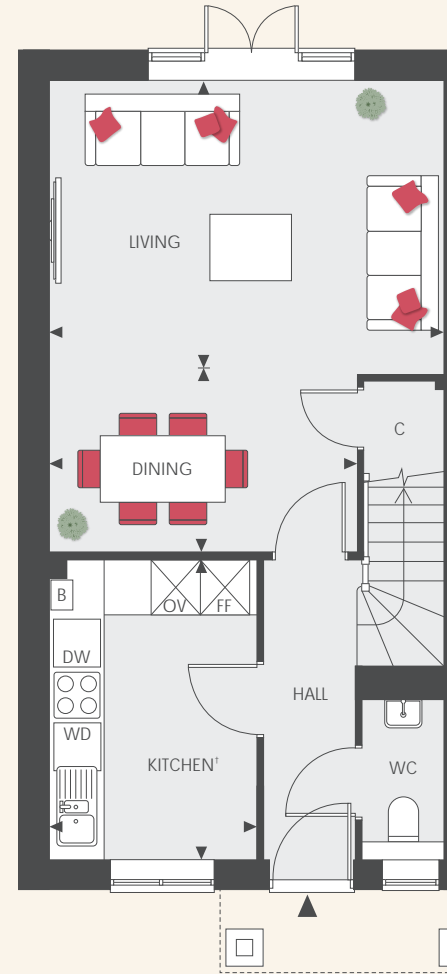 LIVING
C
DINING
B
OV FF
DW
HALL
WD
KITCHEN†
WC